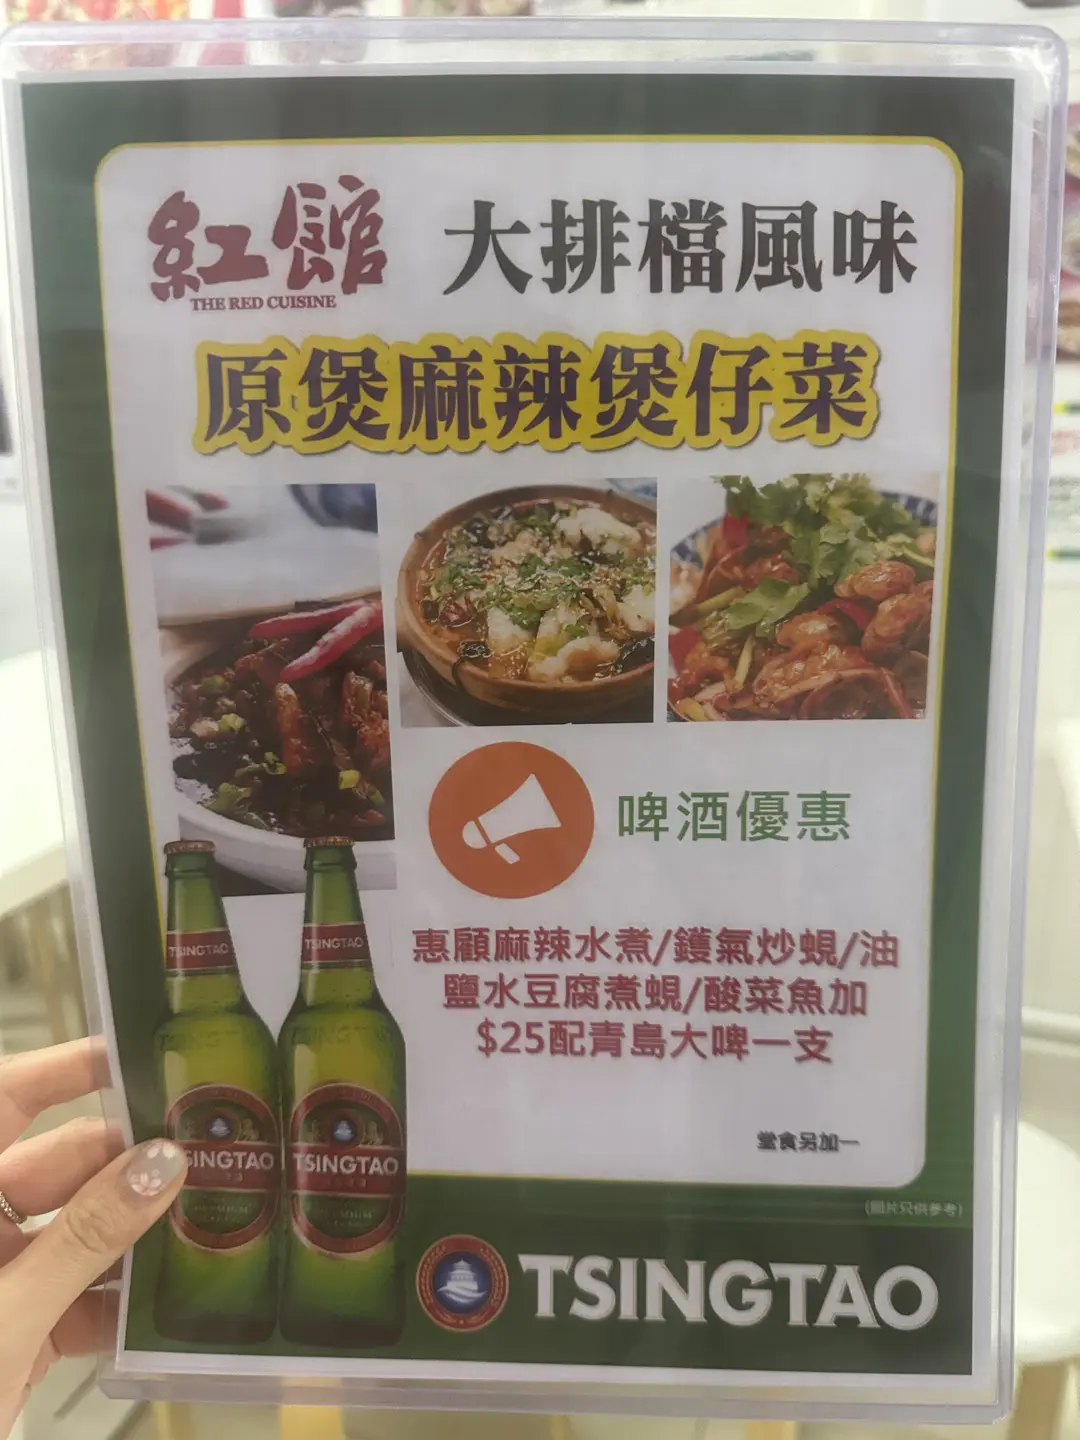 紅館
THE RED CUISINE
大排檔風味
原煲麻辣煲仔菜
啤酒優惠
惠顧麻辣水煮/鑊氣炒蜆/油
鹽水豆腐煮蜆/酸菜魚加
$25配青島大啤一支
堂食另加一
(圖片只供參考)
TSINGTAO
TSINGTAO
SINGTAO
TSINGTAO
TSINGTAO